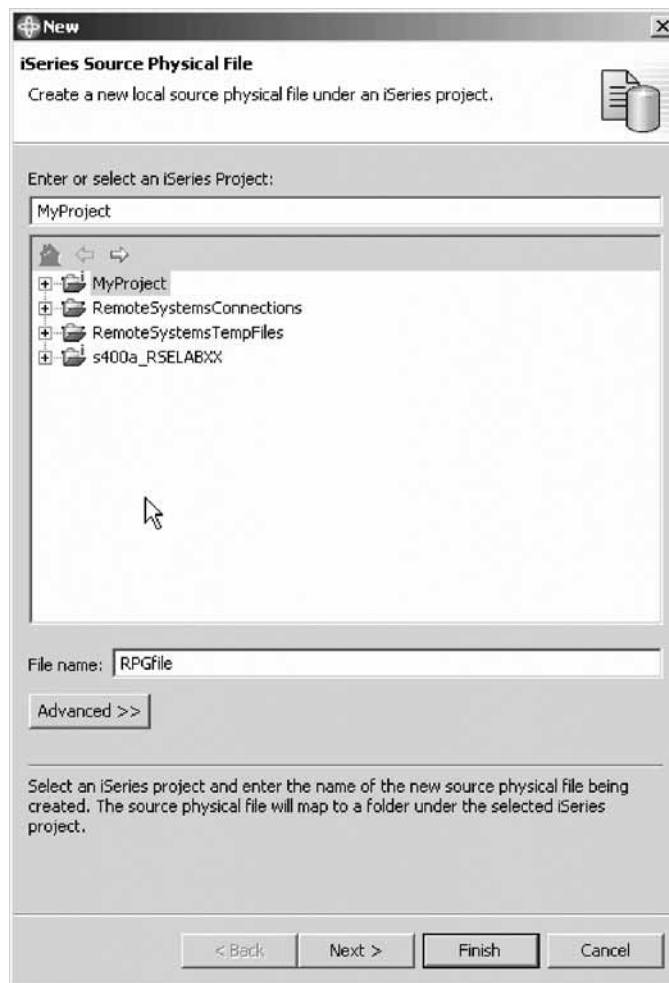 New
iSeries Source Physical File
Create a new local source physical file under an iSeries project.
Enter or select an iSeries Project:
MyProject
MyProject
RemoteSystemsConnections
RemoteSystemsTempFiles
s400a_RSELABXX
File name: RPGfile
Advanced >>
Select an iSeries project and enter the name of the new source physical file being
created. The source physical file will map to a folder under the selected iSeries
project.
< Back Next > Finish Cancel